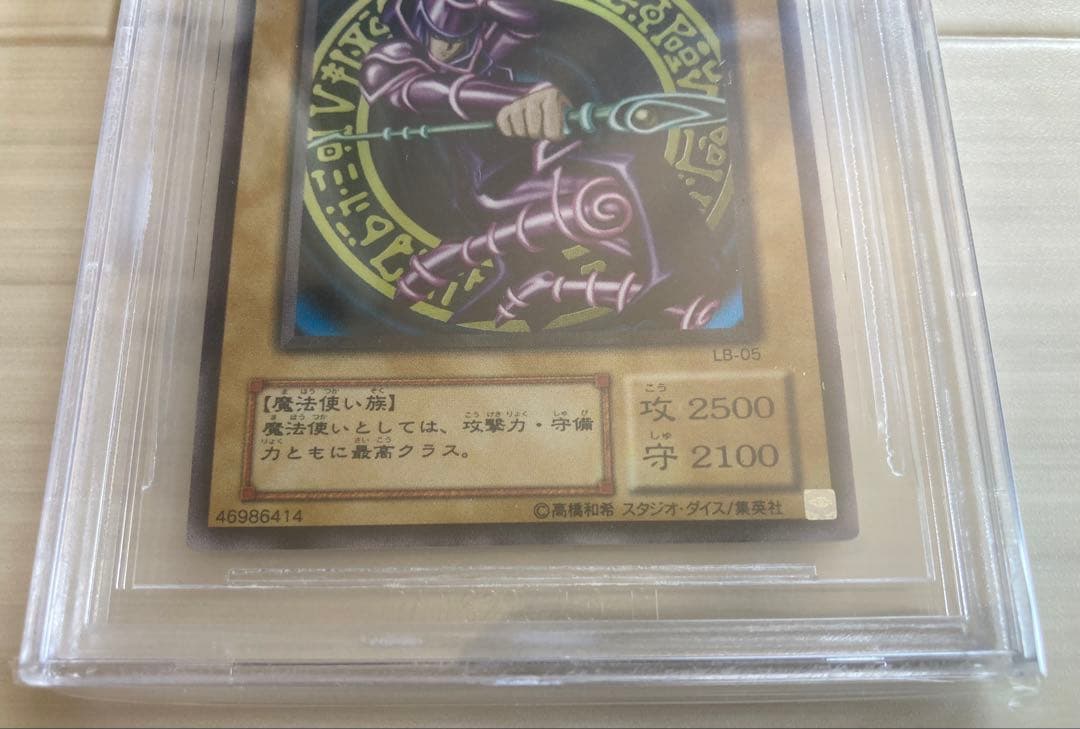 LB-05
【魔法使い族】
魔法使いとしては、攻撃力・守備
力ともに最高クラス。
攻 2500
守 2100
46986414
©高橋和希 スタジオ・ダイス/集英社